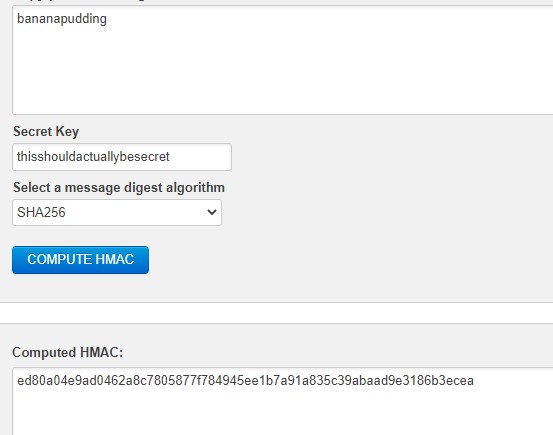 bananapudding
Secret Key
thisshouldactuallybesecret
Select a message digest algorithm
SHA256
COMPUTE HMAC
Computed HMAC:
ed80a04e9ad0462a8c7805877f784945ee1b7a91a835c39abaad9e3186b3ecea